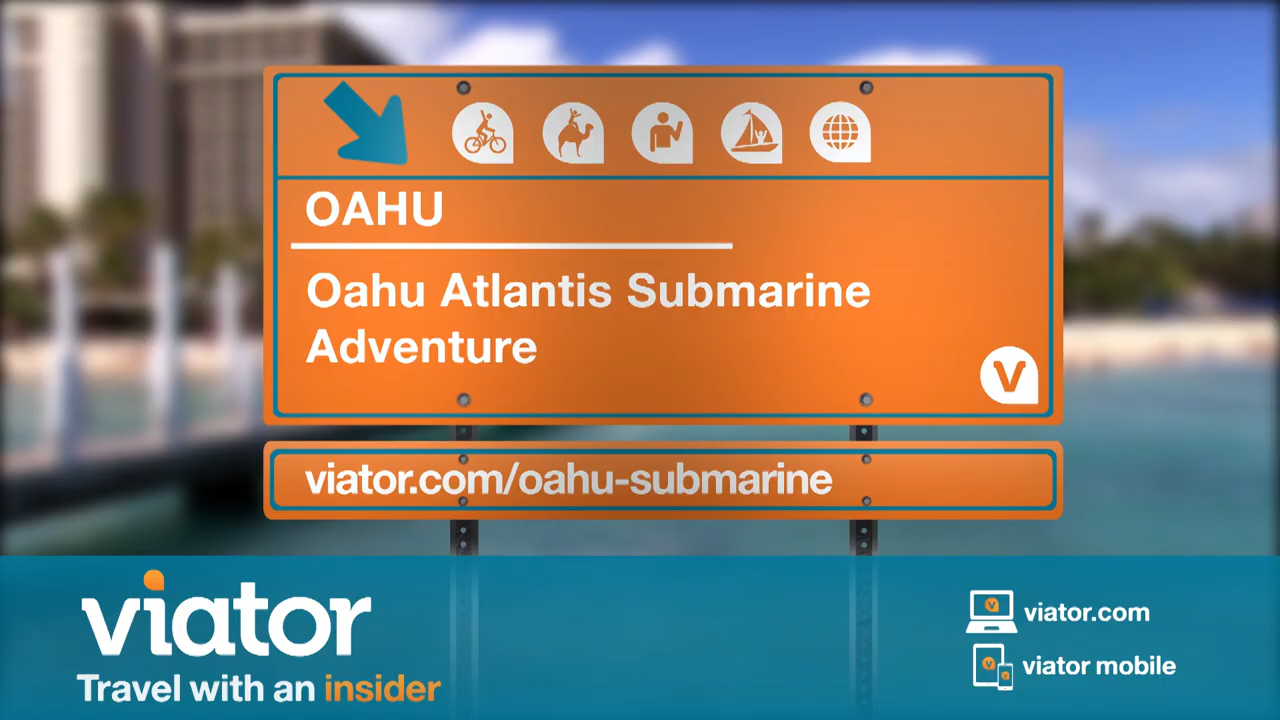 OAHU
Oahu Atlantis Submarine
Adventure
V
viator.com/oahu-submarine
viator
Travel with an insider
viator.com
viator mobile